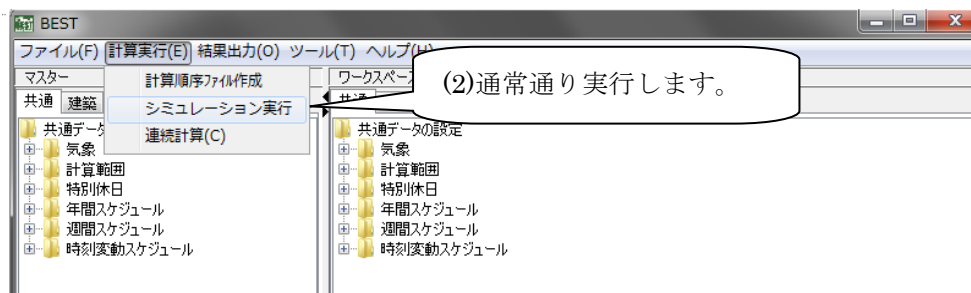 BEST
ファイル(F) 計算実行(E) 結果出力(O) ツール(T) ヘルプ(H)
マスター
計算順序ファイル作成
ワークスペース
(2)通常通り実行します。
共通 建築
シミュレーション実行
共通
共通データ
連続計算(C)
共通データの設定
気象
計算範囲
特別休日
年間スケジュール
週間スケジュール
時刻変動スケジュール
気象
計算範囲
特別休日
年間スケジュール
週間スケジュール
時刻変動スケジュール